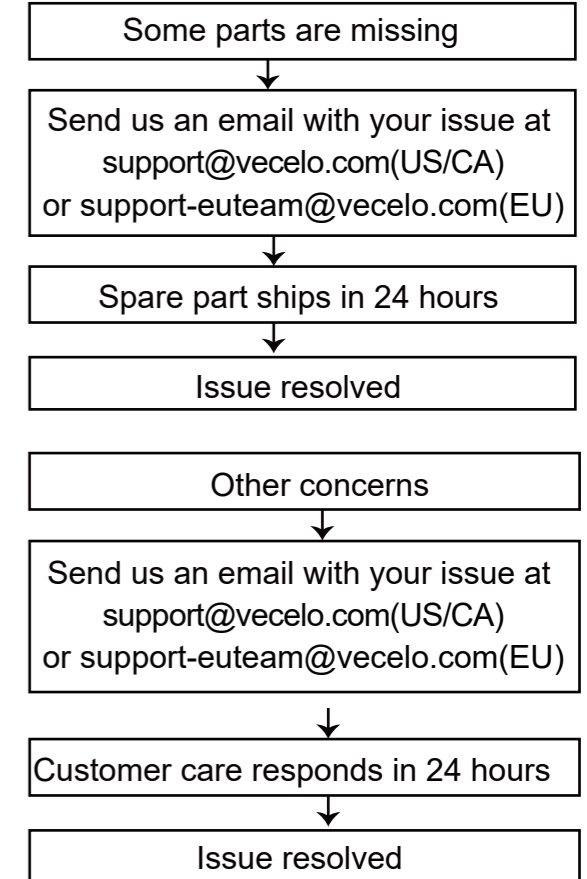 Some parts are missing
Send us an email with your issue at
support@vecelo.com(US/CA)
or support-euteam@vecelo.com(EU)
Spare part ships in 24 hours
Issue resolved
Other concerns
Send us an email with your issue at
support@vecelo.com(US/CA)
or support-euteam@vecelo.com(EU)
Customer care responds in 24 hours
Issue resolved